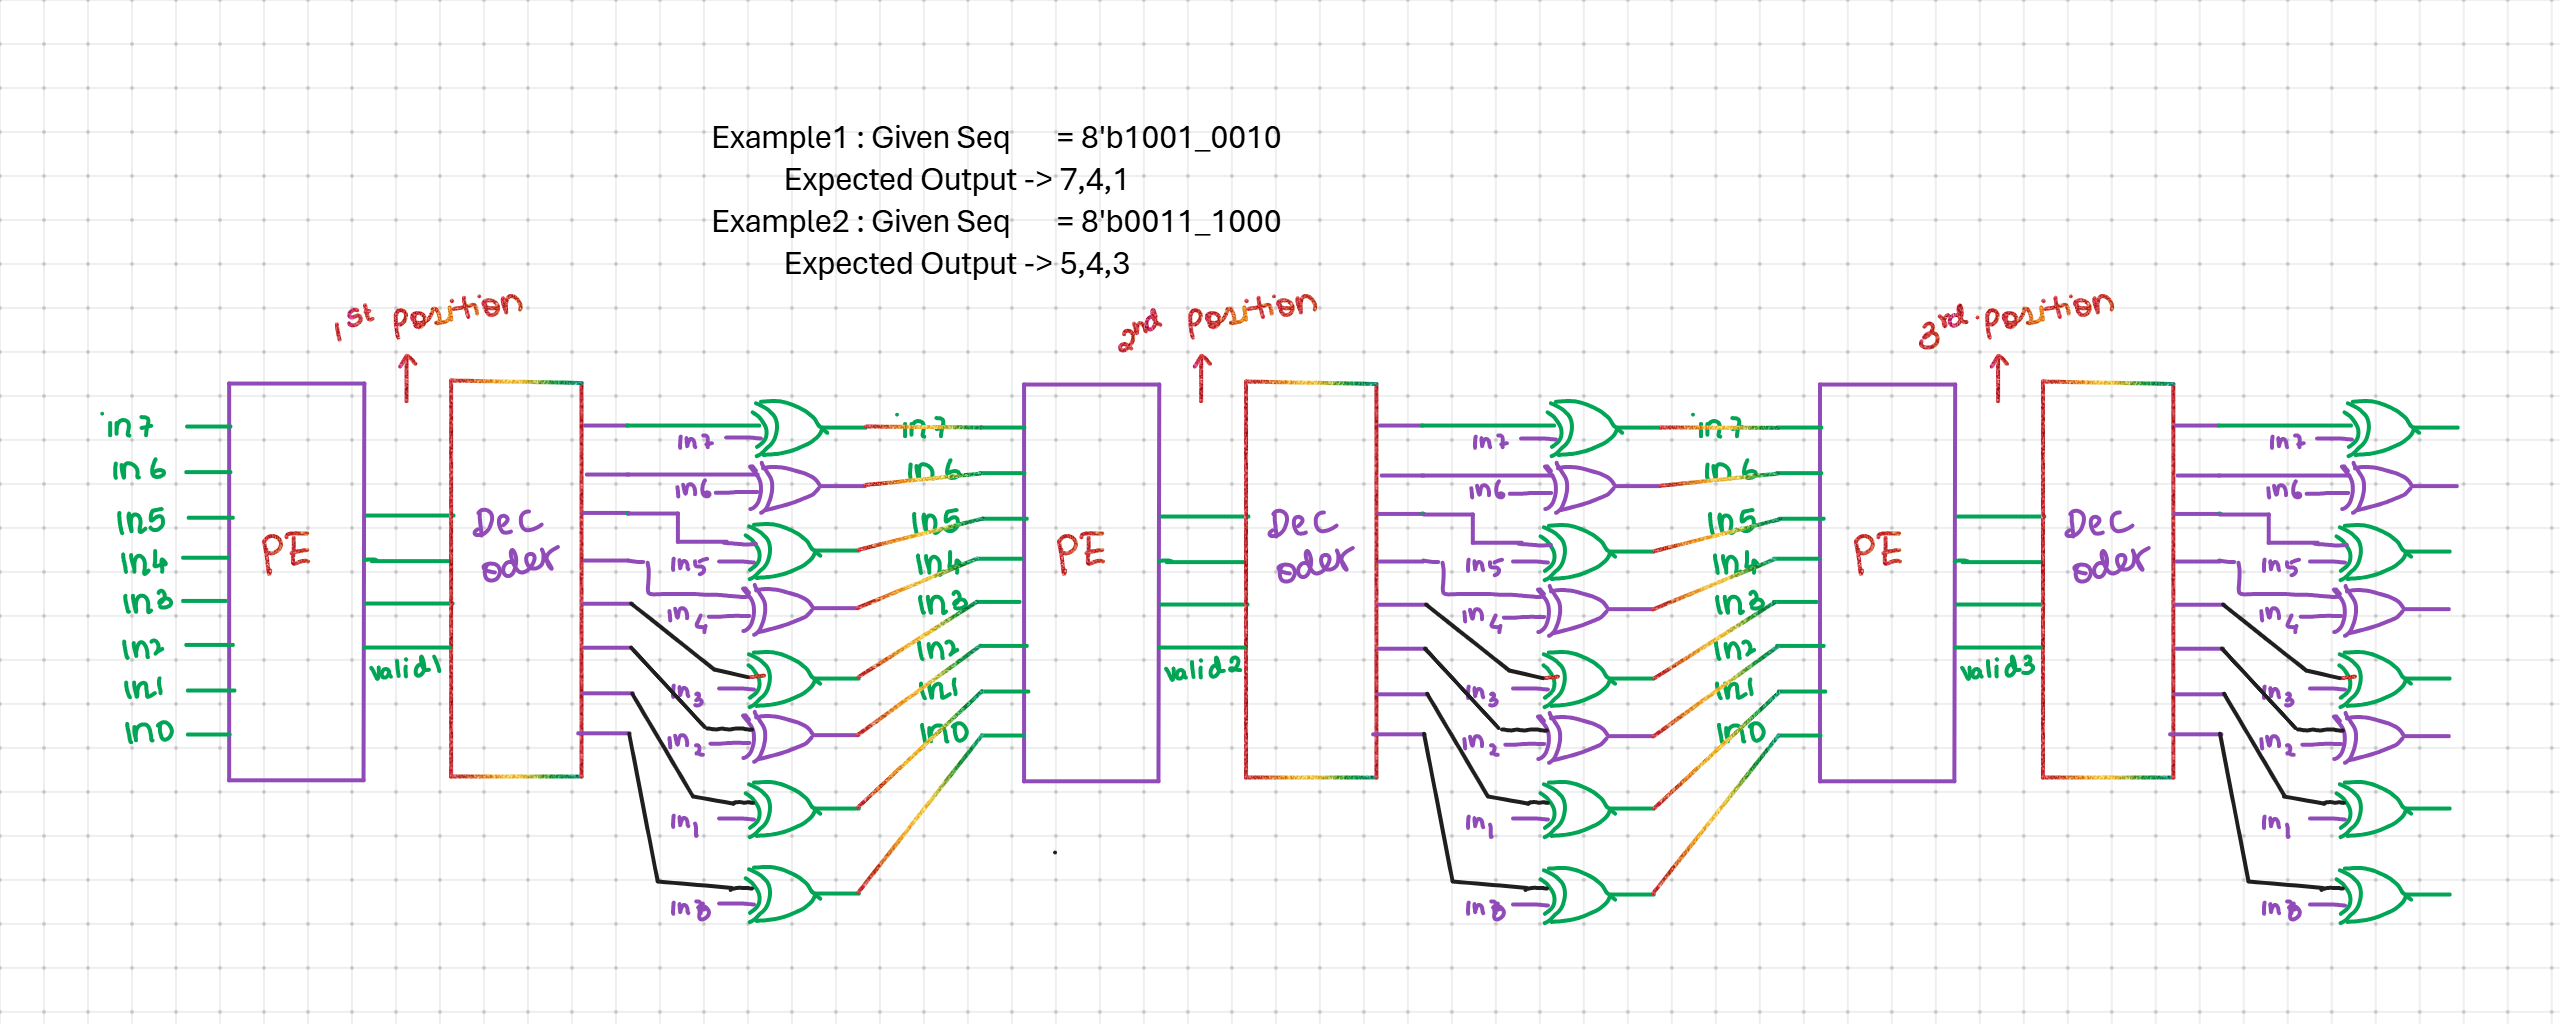 Example1 : Given Seq = 8'b1001_0010
Expected Output -> 7,4,1
Example2 : Given Seq = 8'b0011_1000
Expected Output -> 5,4,3
1st position
2nd position
3rd position
in7
in6
in5
in4
in3
in2
in1
in0
PE
valid1
Dec
oder
in7
in6
in5
in4
in3
in2
in1
in0
in7
in6
in5
in4
in3
in2
in1
in0
PE
valid2
Dec
oder
in7
in6
in5
in4
in3
in2
in1
in0
in7
in6
in5
in4
in3
in2
in1
in0
PE
valid3
Dec
oder
in7
in6
in5
in4
in3
in2
in1
in0